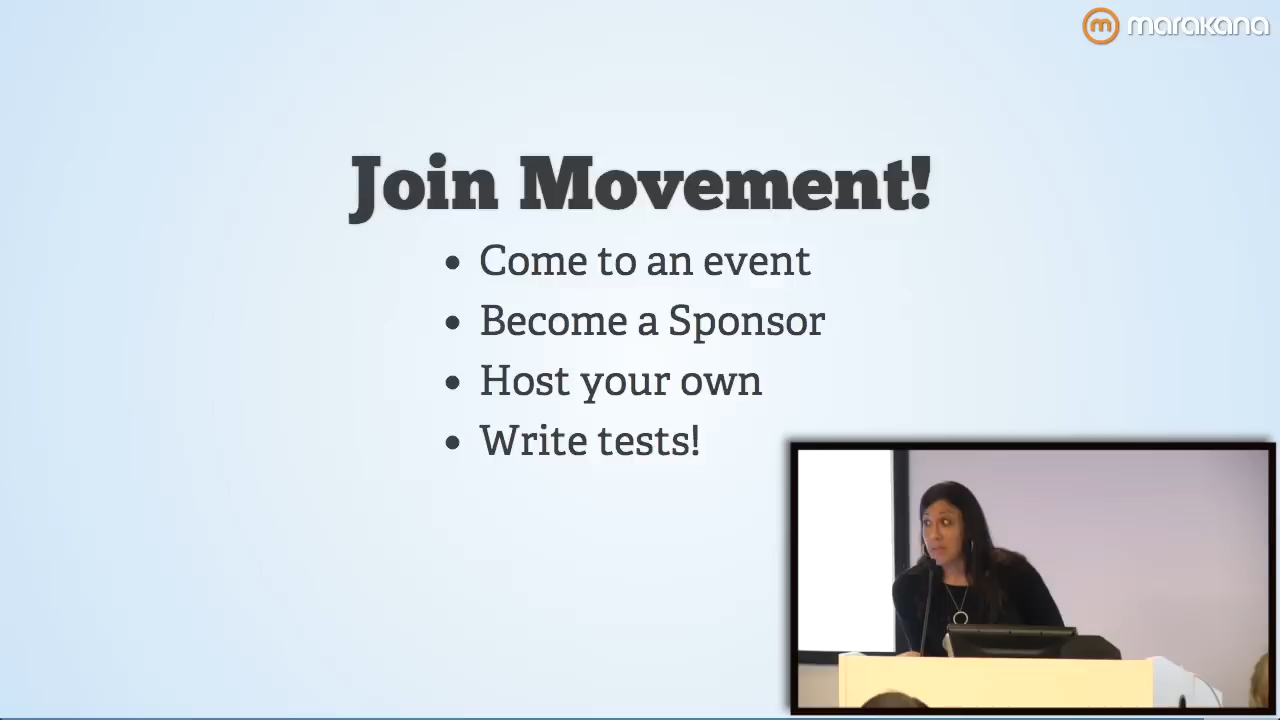 marakana
Join Movement!
Come to an event
Become a Sponsor
Host your own
Write tests!